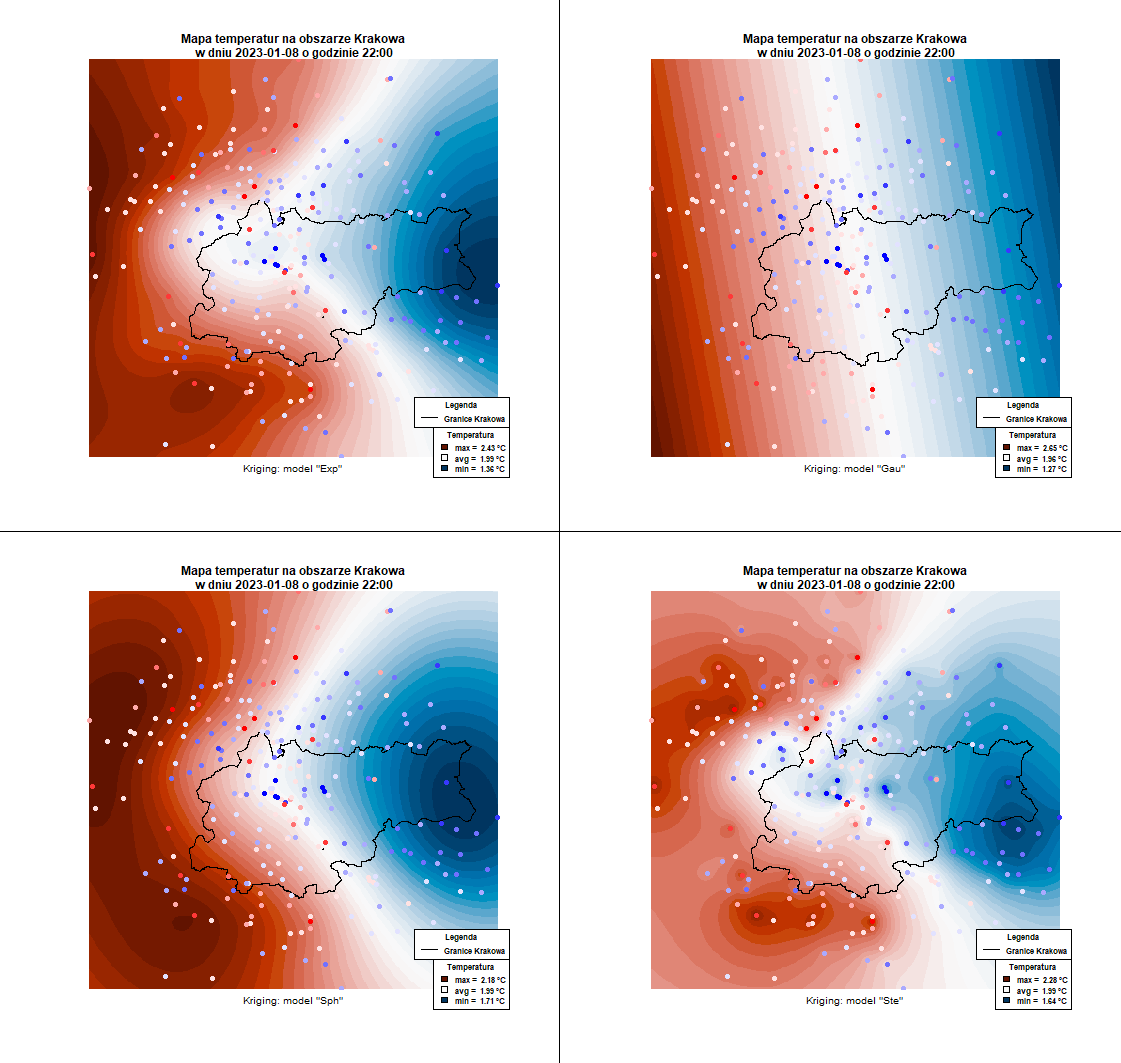 Mapa temperatur na obszarze Krakowa
w dniu 2023-01-08 o godzinie 22:00
Legenda
Granice Krakowa
Temperatura
max = 2.43 °C
avg = 1.99 °C
min = 1.36 °C
Kriging: model "Exp"
Mapa temperatur na obszarze Krakowa
w dniu 2023-01-08 o godzinie 22:00
Legenda
Granice Krakowa
Temperatura
max = 2.65 °C
avg = 1.96 °C
min = 1.27 °C
Kriging: model "Gau"
Mapa temperatur na obszarze Krakowa
w dniu 2023-01-08 o godzinie 22:00
Legenda
Granice Krakowa
Temperatura
max = 2.18 °C
avg = 1.99 °C
min = 1.71 °C
Kriging: model "Sph"
Mapa temperatur na obszarze Krakowa
w dniu 2023-01-08 o godzinie 22:00
Legenda
Granice Krakowa
Temperatura
max = 2.28 °C
avg = 1.99 °C
min = 1.64 °C
Kriging: model "Ste"